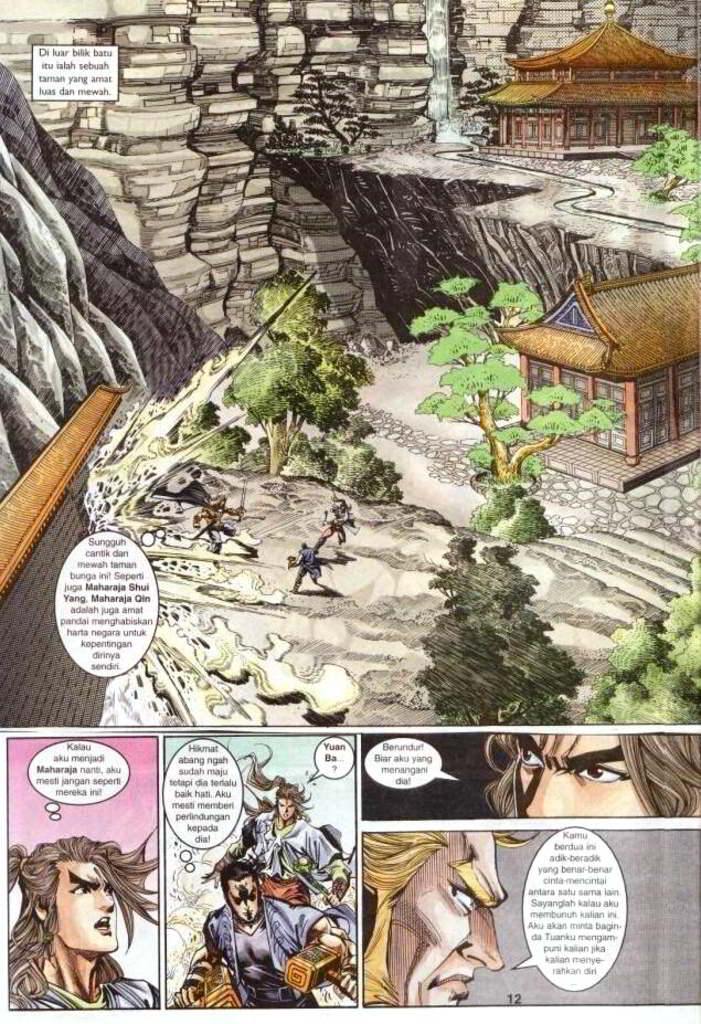 Di luar bilik batu
itu ialah sebuah
taman yang amat
luas dan mewah.
Sungguh
cantik dan
mewah taman
bunga ini! Seperti
juga Maharaja Shui
Yang, Maharaja Qin
adalah juga amat
pandai menghabiskan
harta negara untuk
kepentingan
dirinya
sendiri.
Kalau
aku menjadi
Maharaja nanti, aku
mesti jangan seperti
mereka ini!
Hikmat
abang ngah
sudah maju
tetapi dia terlalu
baik hati. Aku
mesti memberi
perlindungan
kepada
dia!
Yuan
Ba...
?
Berundur!
Biar aku yang
menangani
dia!
Kamu
berdua ini
adik-beradik
yang benar-benar
cinta-mencintai
antara satu sama lain.
Sayanglah kalau aku
membunuh kalian ini.
Aku akan minta bagin-
da Tuanku mengam-
puni kalian jika
kalian menye-
rahkan diri
...
12